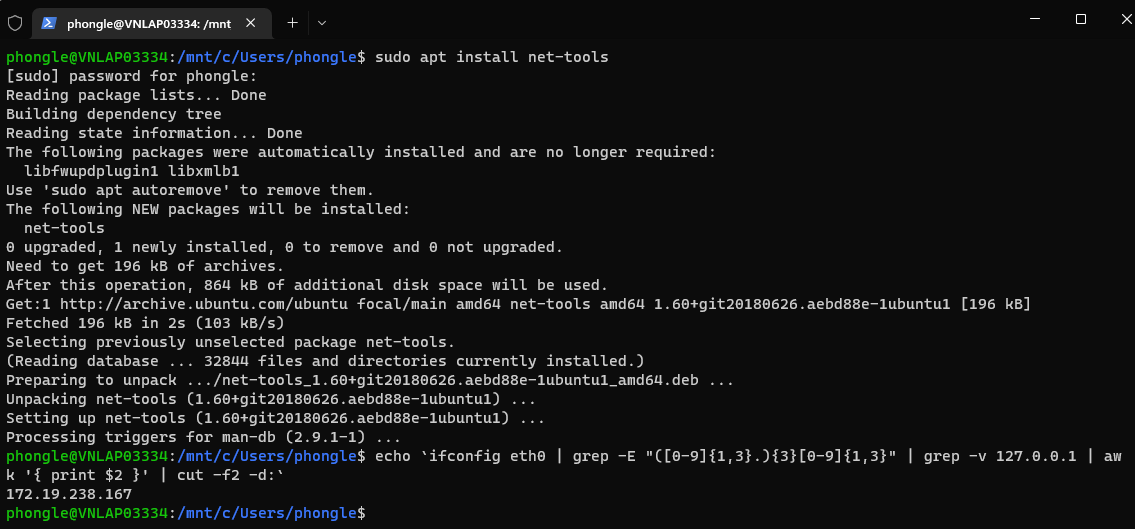 phongle@VNLAP03334: /mnt
phongle@VNLAP03334:/mnt/c/Users/phongle$ sudo apt install net-tools
[sudo] password for phongle:
Reading package lists... Done
Building dependency tree
Reading state information... Done
The following packages were automatically installed and are no longer required:
  libfwupdplugin1 libxmlb1
Use 'sudo apt autoremove' to remove them.
The following NEW packages will be installed:
  net-tools
0 upgraded, 1 newly installed, 0 to remove and 0 not upgraded.
Need to get 196 kB of archives.
After this operation, 864 kB of additional disk space will be used.
Get:1 http://archive.ubuntu.com/ubuntu focal/main amd64 net-tools amd64 1.60+git20180626.aebd88e-1ubuntu1 [196 kB]
Fetched 196 kB in 2s (103 kB/s)
Selecting previously unselected package net-tools.
(Reading database ... 32844 files and directories currently installed.)
Preparing to unpack .../net-tools_1.60+git20180626.aebd88e-1ubuntu1_amd64.deb ...
Unpacking net-tools (1.60+git20180626.aebd88e-1ubuntu1) ...
Setting up net-tools (1.60+git20180626.aebd88e-1ubuntu1) ...
Processing triggers for man-db (2.9.1-1) ...
phongle@VNLAP03334:/mnt/c/Users/phongle$ echo `ifconfig eth0 | grep -E "([0-9]{1,3}.){3}[0-9]{1,3}" | grep -v 127.0.0.1 | aw
k '{ print $2 }' | cut -f2 -d:`
172.19.238.167
phongle@VNLAP03334:/mnt/c/Users/phongle$